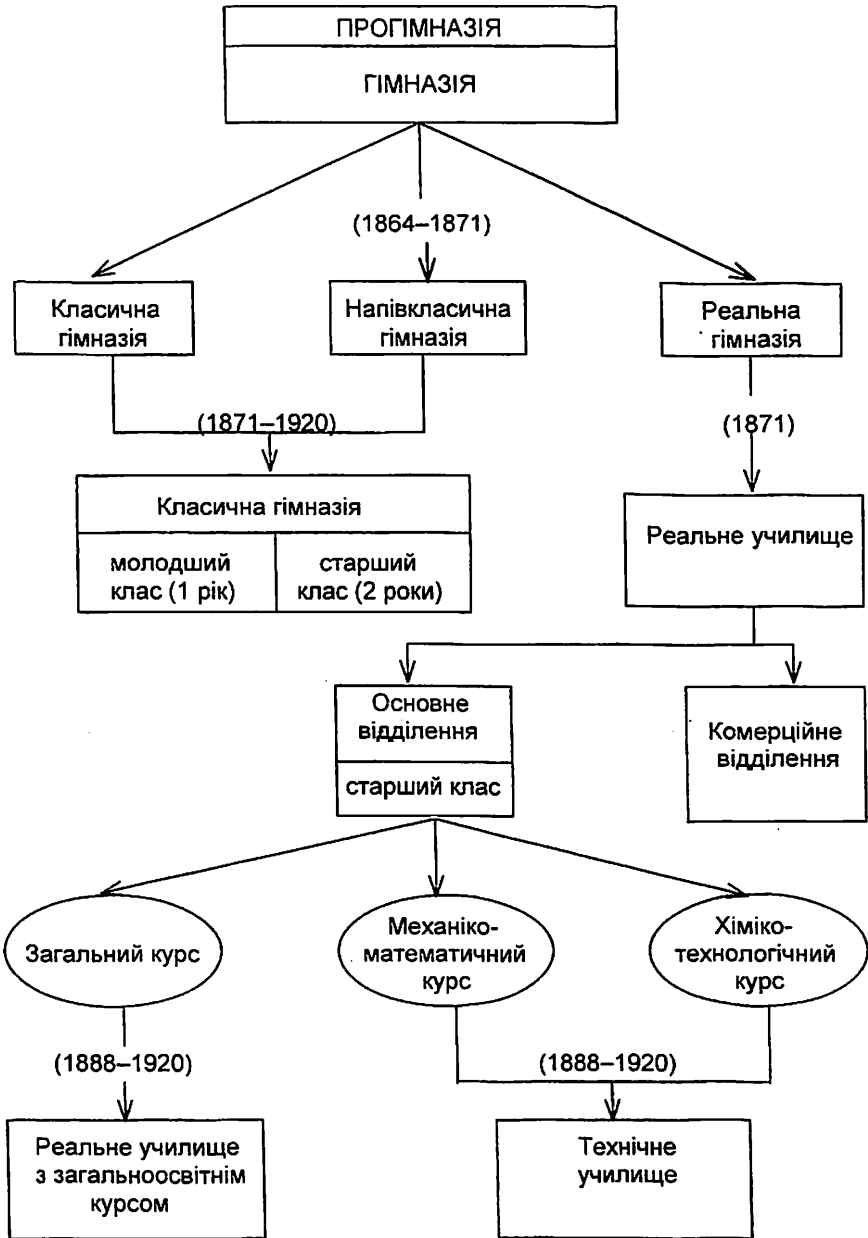 ПРОГІМНАЗІЯ
ГІМНАЗІЯ
(1864–1871)
Класична
гімназія
Напівкласична
гімназія
Реальна
гімназія
(1871–1920)
(1871)
Класична гімназія
молодший
клас (1 рік)
старший
клас (2 роки)
Реальне училище
Основне
відділення
старший клас
Комерційне
відділення
Загальний курс
Механіко-
математичний
курс
Хіміко-
технологічний
курс
(1888–1920)
(1888–1920)
Реальне училище
з загальноосвітнім
курсом
Технічне
училище